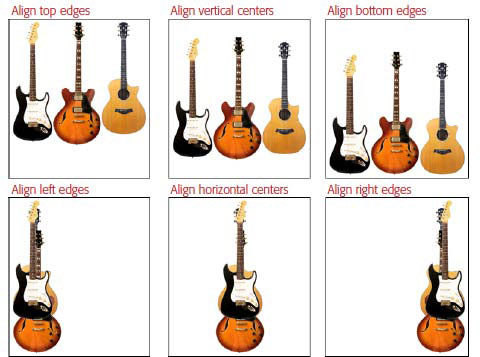 Align top edges
Align vertical centers
Align bottom edges
Align left edges
Align horizontal centers
Align right edges